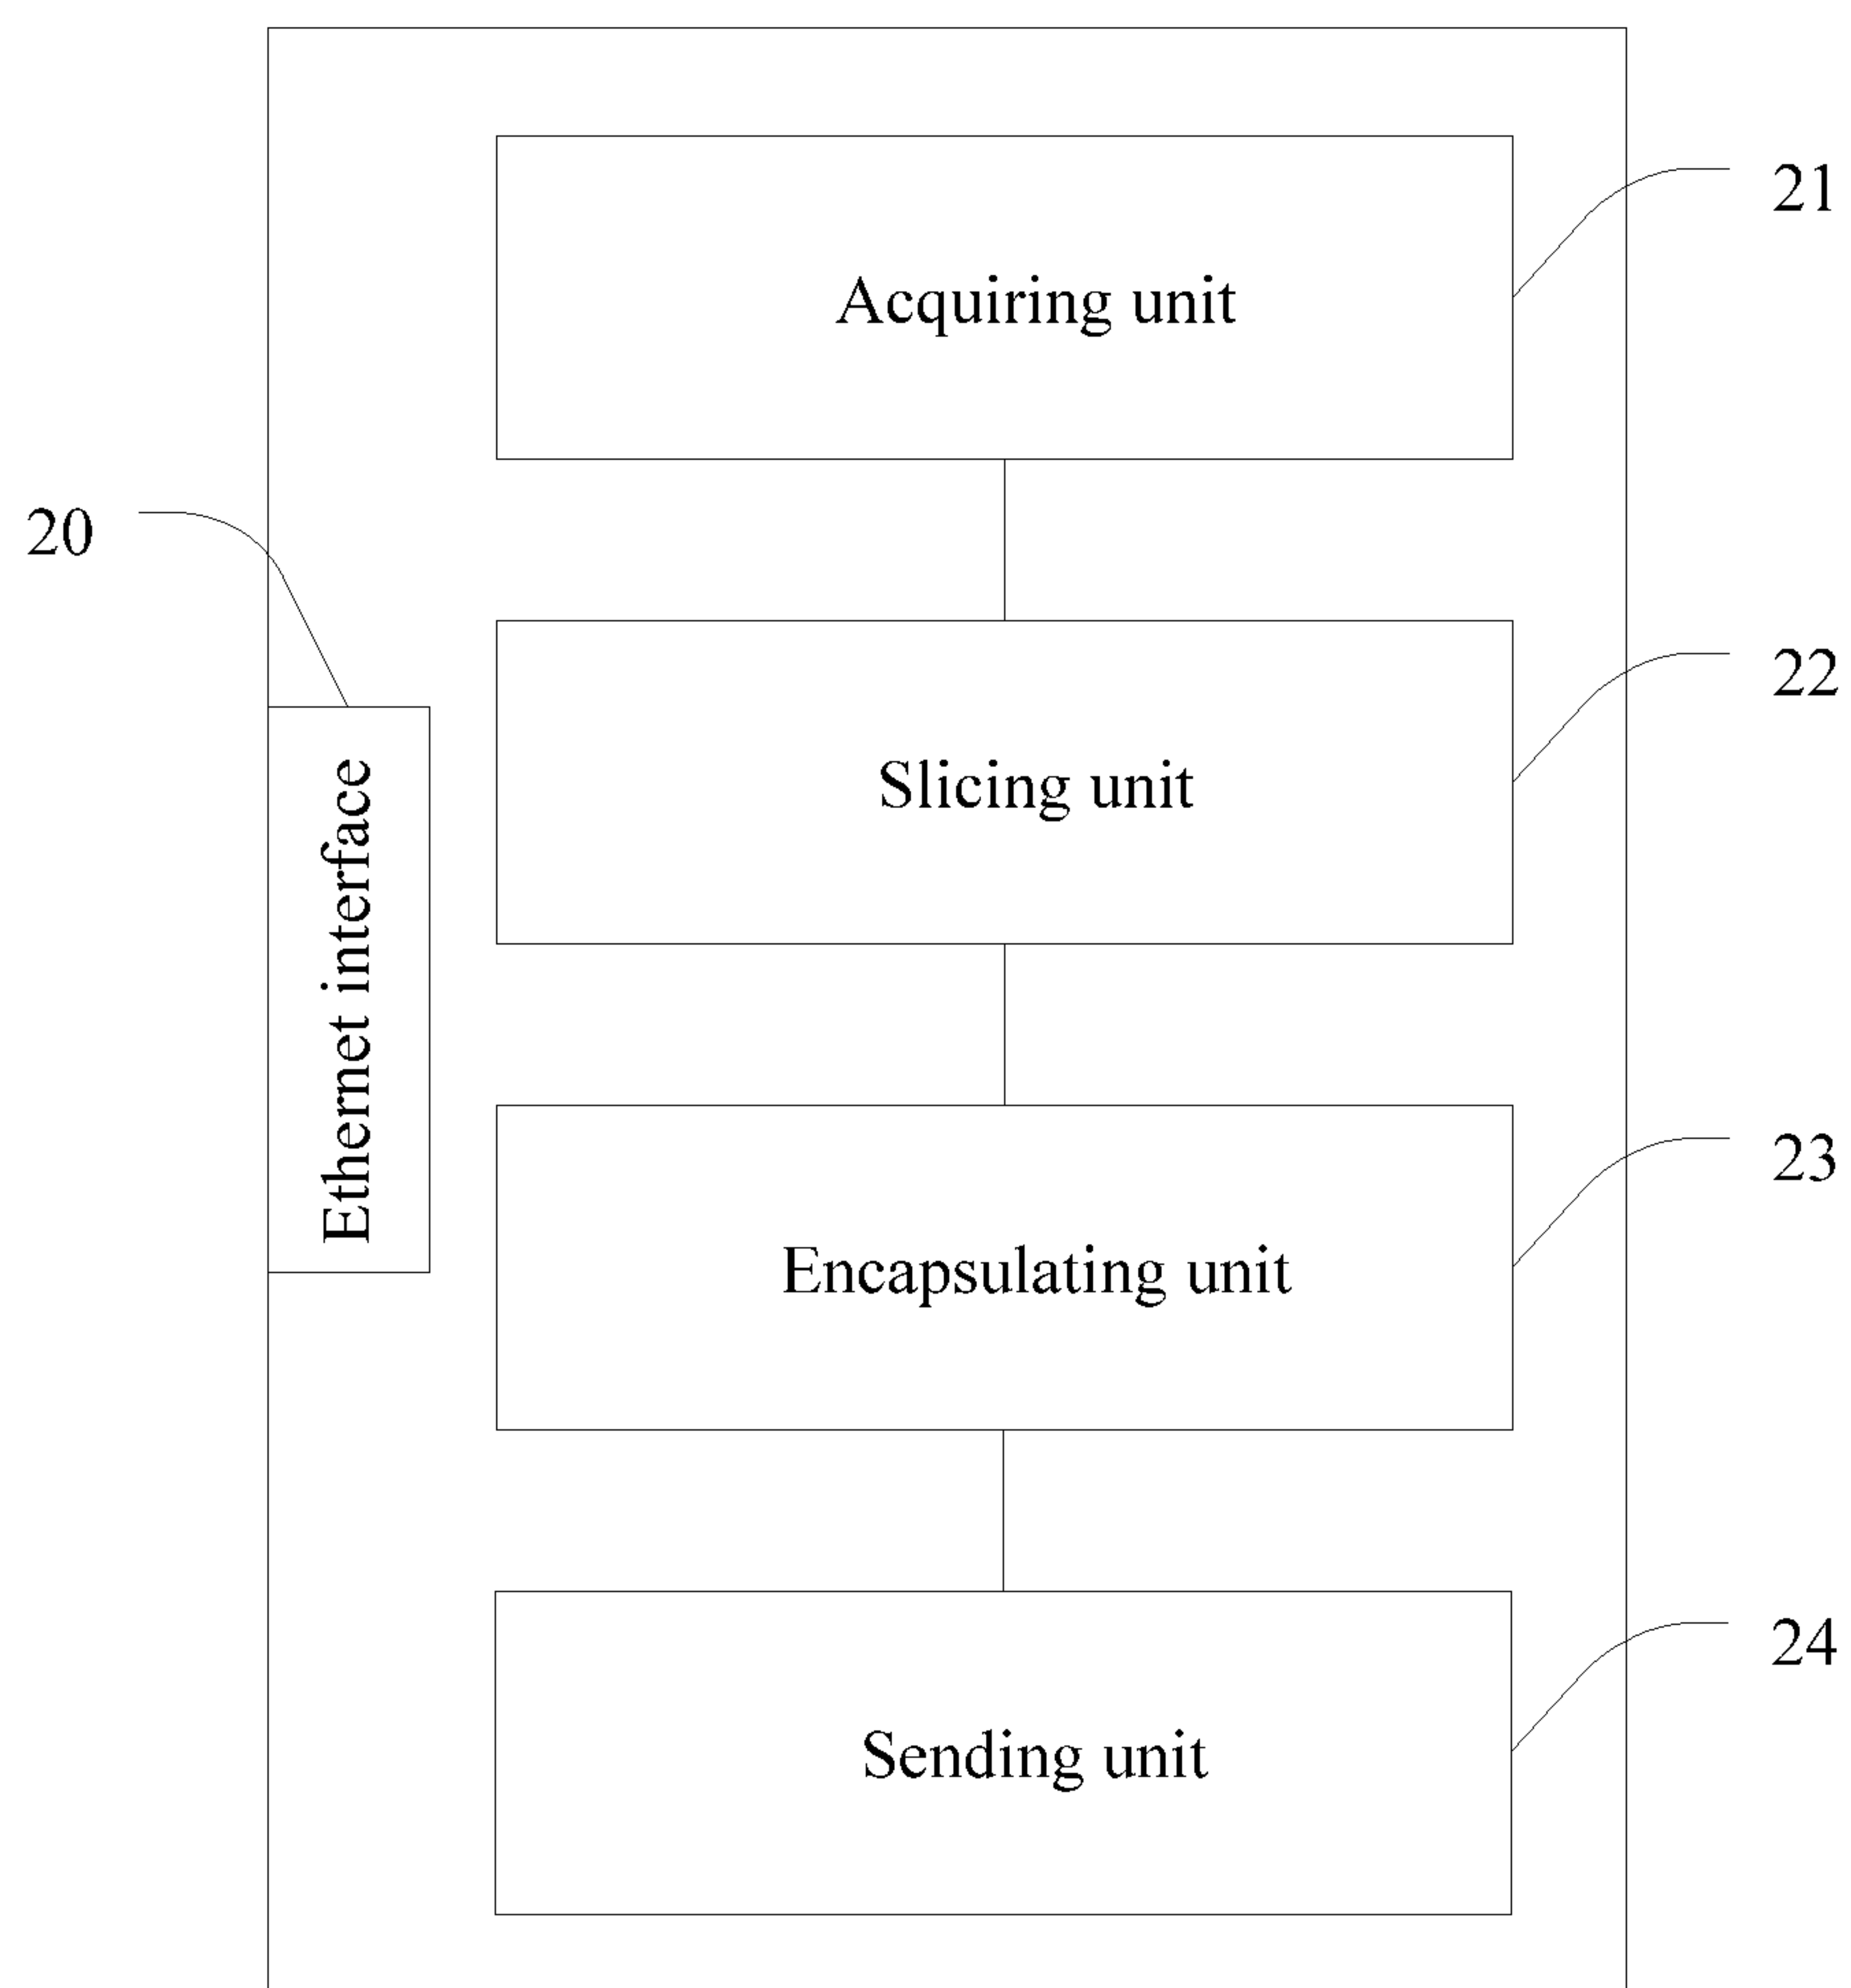 21
Acquiring unit
20
22
Slicing unit
Ethernet interface
23
Encapsulating unit
24
Sending unit